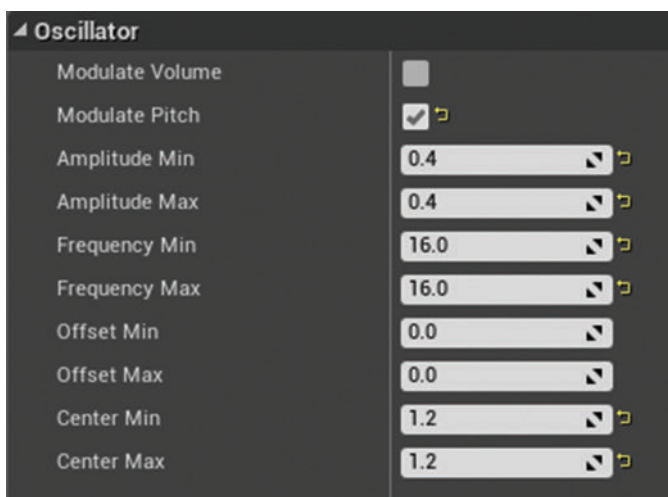 Oscillator
Modulate Volume
Modulate Pitch
Amplitude Min 0.4
Amplitude Max 0.4
Frequency Min 16.0
Frequency Max 16.0
Offset Min 0.0
Offset Max 0.0
Center Min 1.2
Center Max 1.2